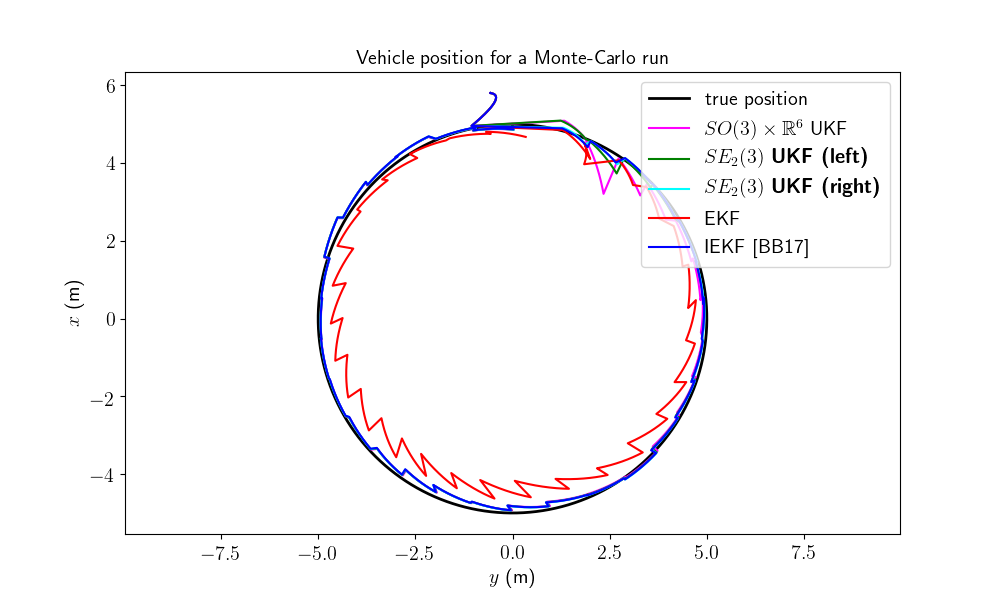 Vehicle position for a Monte-Carlo run
true position
SO(3) × ℝ⁶ UKF
SE₂(3) UKF (left)
SE₂(3) UKF (right)
EKF
IEKF [BB17]
6
4
2
0
−2
−4
x (m)
−7.5 −5.0 −2.5 0.0 2.5 5.0 7.5
y (m)